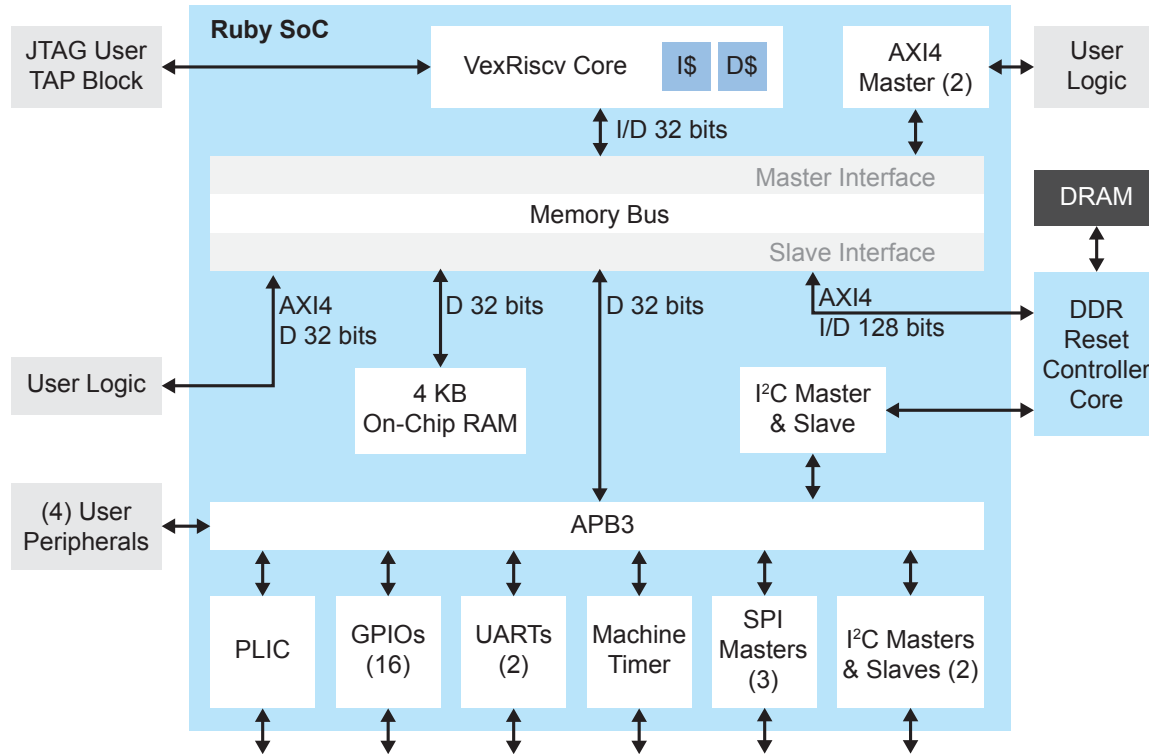 Ruby SoC
JTAG User
TAP Block
VexRiscv Core
I$
D$
AXI4
Master (2)
User
Logic
I/D 32 bits
Master Interface
Memory Bus
Slave Interface
DRAM
AXI4
D 32 bits
D 32 bits
D 32 bits
AXI4
I/D 128 bits
DDR
Reset
Controller
Core
User Logic
4 KB
On-Chip RAM
I²C Master
& Slave
(4) User
Peripherals
APB3
PLIC
GPIOs
(16)
UARTs
(2)
Machine
Timer
SPI
Masters
(3)
I²C Masters
& Slaves (2)